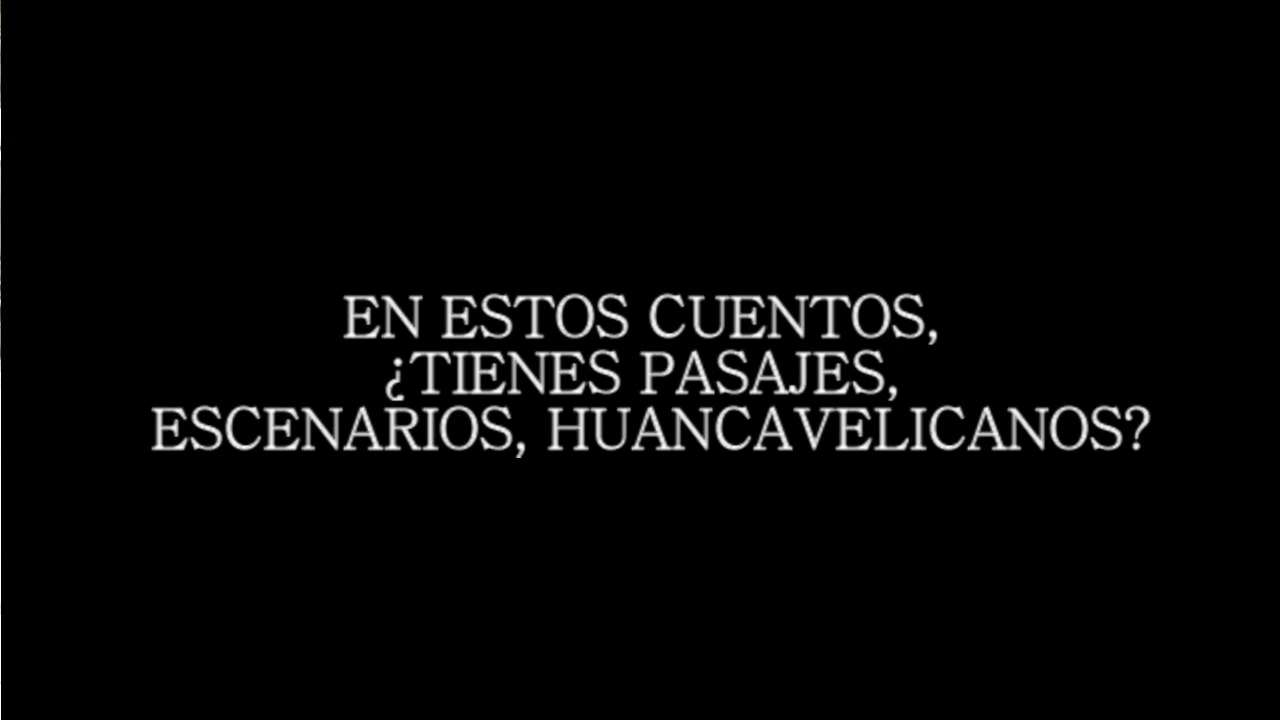 EN ESTOS CUENTOS,
¿TIENES PASAJES,
ESCENARIOS, HUANCAVELICANOS?